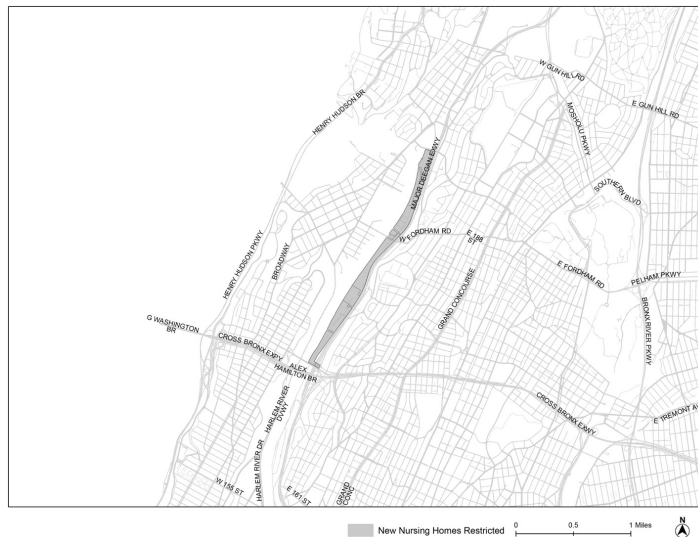 W GUN HILL RD
E GUN HILL RD
HENRY HUDSON BR
MOSHOLU PKWY
MAJOR DEEGAN EXWY
SOUTHERN BLVD
W FORDHAM RD
E 188
ST
BROADWAY
HENRY HUDSON PKWY
E FORDHAM RD
PELHAM PKWY
GRAND CONCOURSE
BRONX RIVER PKWY
G WASHINGTON
BR
CROSS BRONX EXPY
ALEX
HAMILTON BR
CROSS BRONX EXWY
E TREMONT AV
HARLEM RIVER
DVWY
HARLEM RIVER DR
W 155 ST
E 161 ST
GRAND
CONC
New Nursing Homes Restricted
0 0.5 1 Miles
N